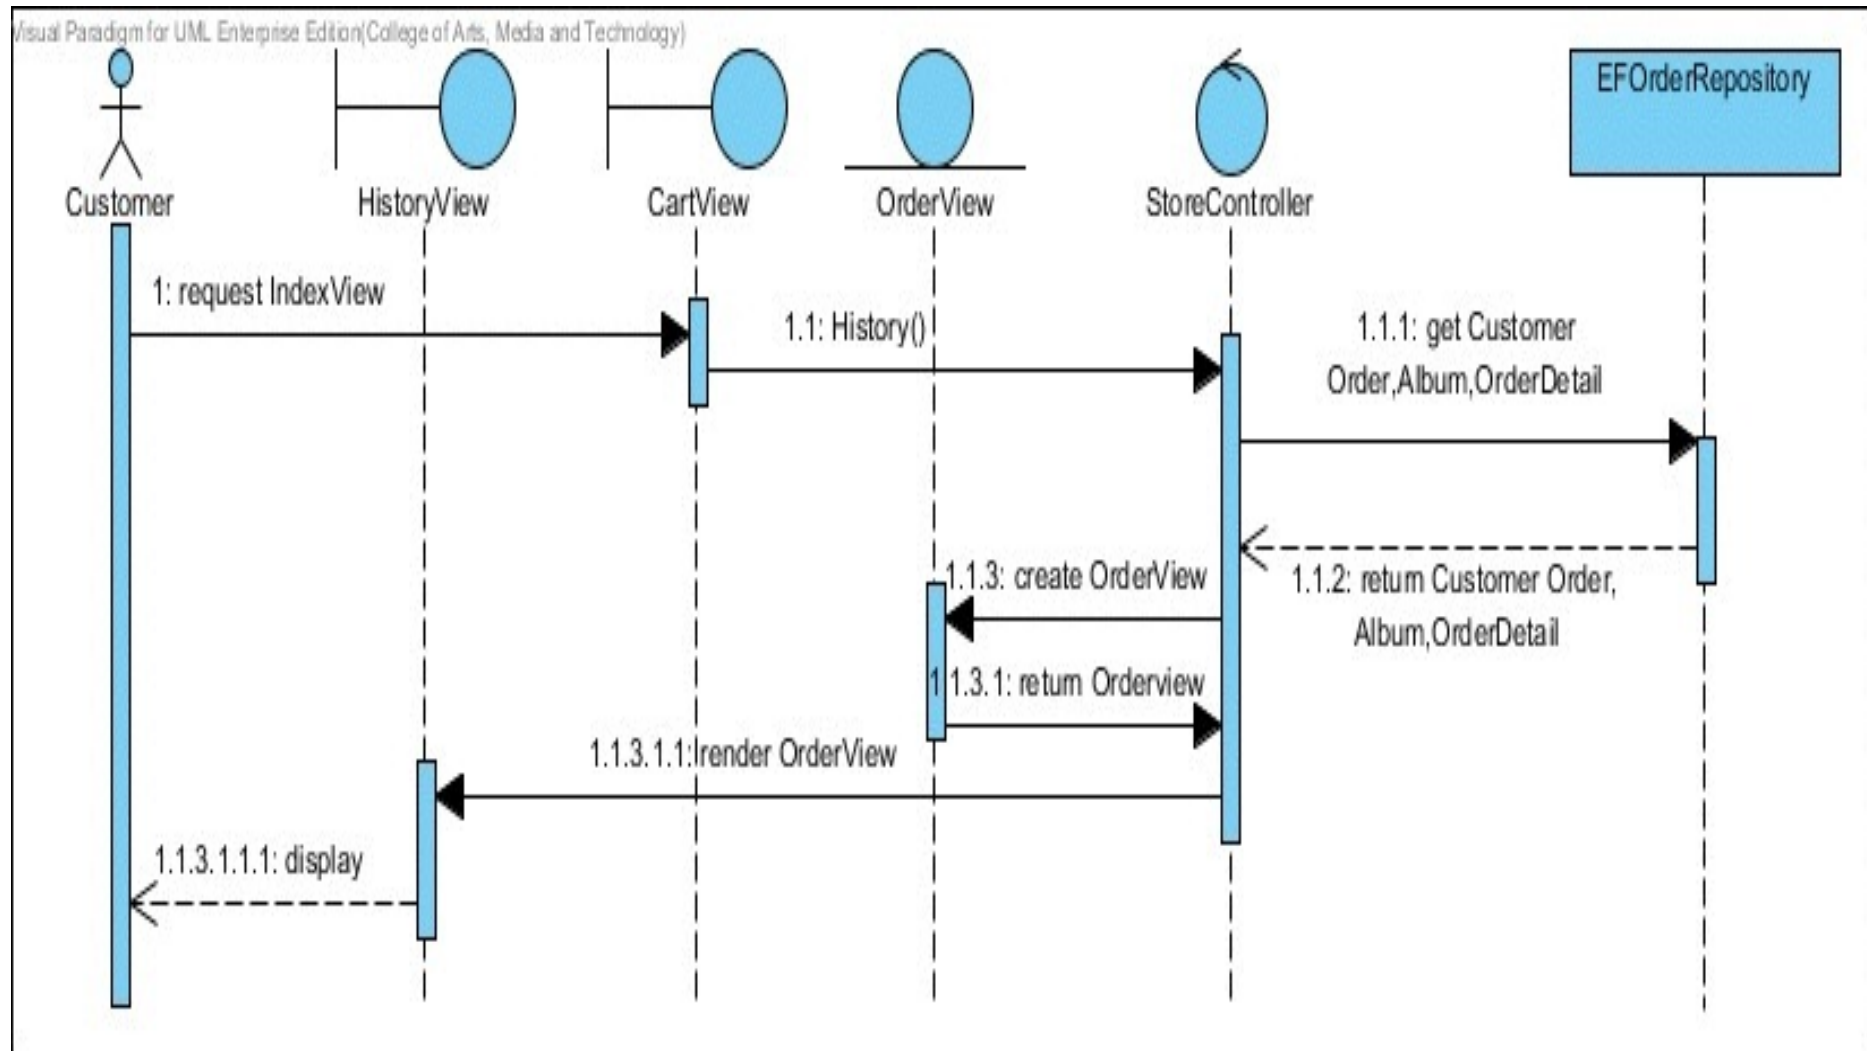 Visual Paradigm for UML Enterprise Edition(College of Arts, Media and Technology)
EFOrderRepository
Customer
HistoryView
CartView
OrderView
StoreController
1: request IndexView
1.1: History()
1.1.1: get Customer
Order,Album,OrderDetail
1.1.2: return Customer Order,
Album,OrderDetail
1.1.3: create OrderView
1.1.3.1: return Orderview
1.1.3.1.1: render OrderView
1.1.3.1.1.1: display